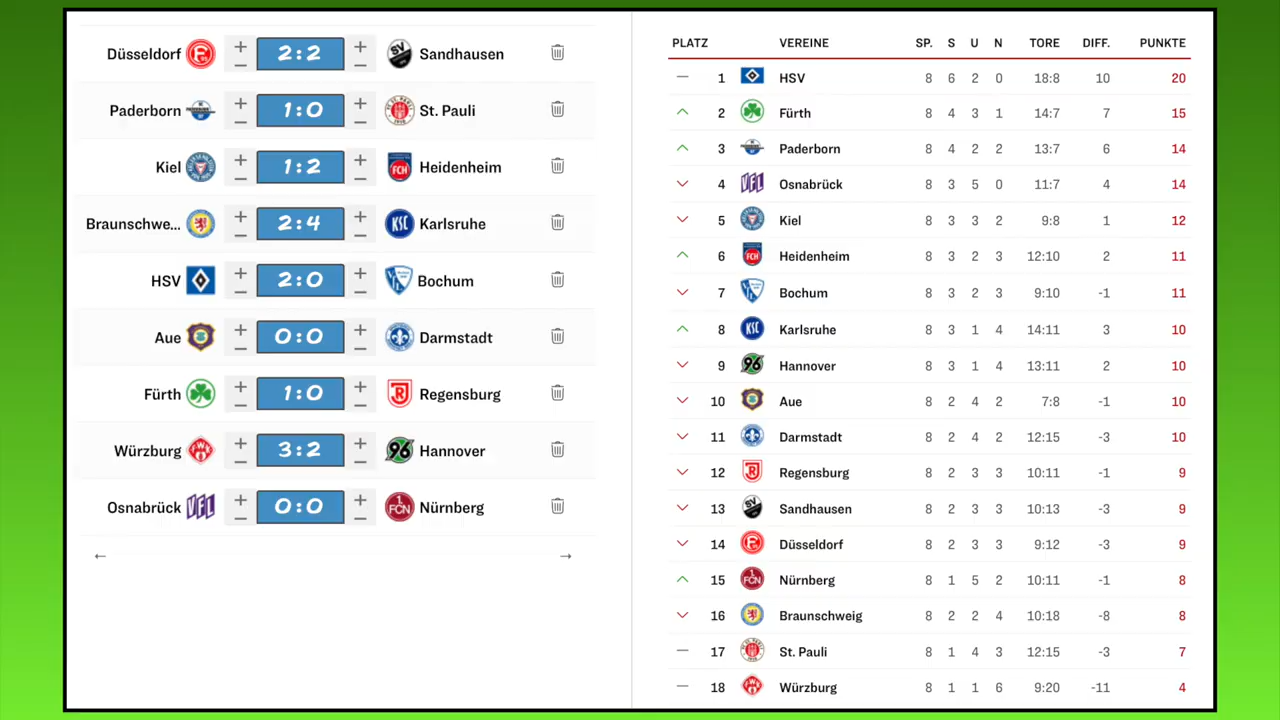 Düsseldorf 2:2 Sandhausen
Paderborn 1:0 St. Pauli
Kiel 1:2 Heidenheim
Braunschwe... 2:4 Karlsruhe
HSV 2:0 Bochum
Aue 0:0 Darmstadt
Fürth 1:0 Regensburg
Würzburg 3:2 Hannover
Osnabrück 0:0 Nürnberg
PLATZ VEREINE SP. S U N TORE DIFF. PUNKTE
1 HSV 8 6 2 0 18:8 10 20
2 Fürth 8 4 3 1 14:7 7 15
3 Paderborn 8 4 2 2 13:7 6 14
4 Osnabrück 8 3 5 0 11:7 4 14
5 Kiel 8 3 3 2 9:8 1 12
6 Heidenheim 8 3 2 3 12:10 2 11
7 Bochum 8 3 2 3 9:10 -1 11
8 Karlsruhe 8 3 1 4 14:11 3 10
9 Hannover 8 3 1 4 13:11 2 10
10 Aue 8 2 4 2 7:8 -1 10
11 Darmstadt 8 2 4 2 12:15 -3 10
12 Regensburg 8 2 3 3 10:11 -1 9
13 Sandhausen 8 2 3 3 10:13 -3 9
14 Düsseldorf 8 2 3 3 9:12 -3 9
15 Nürnberg 8 1 5 2 10:11 -1 8
16 Braunschweig 8 2 2 4 10:18 -8 8
17 St. Pauli 8 1 4 3 12:15 -3 7
18 Würzburg 8 1 1 6 9:20 -11 4